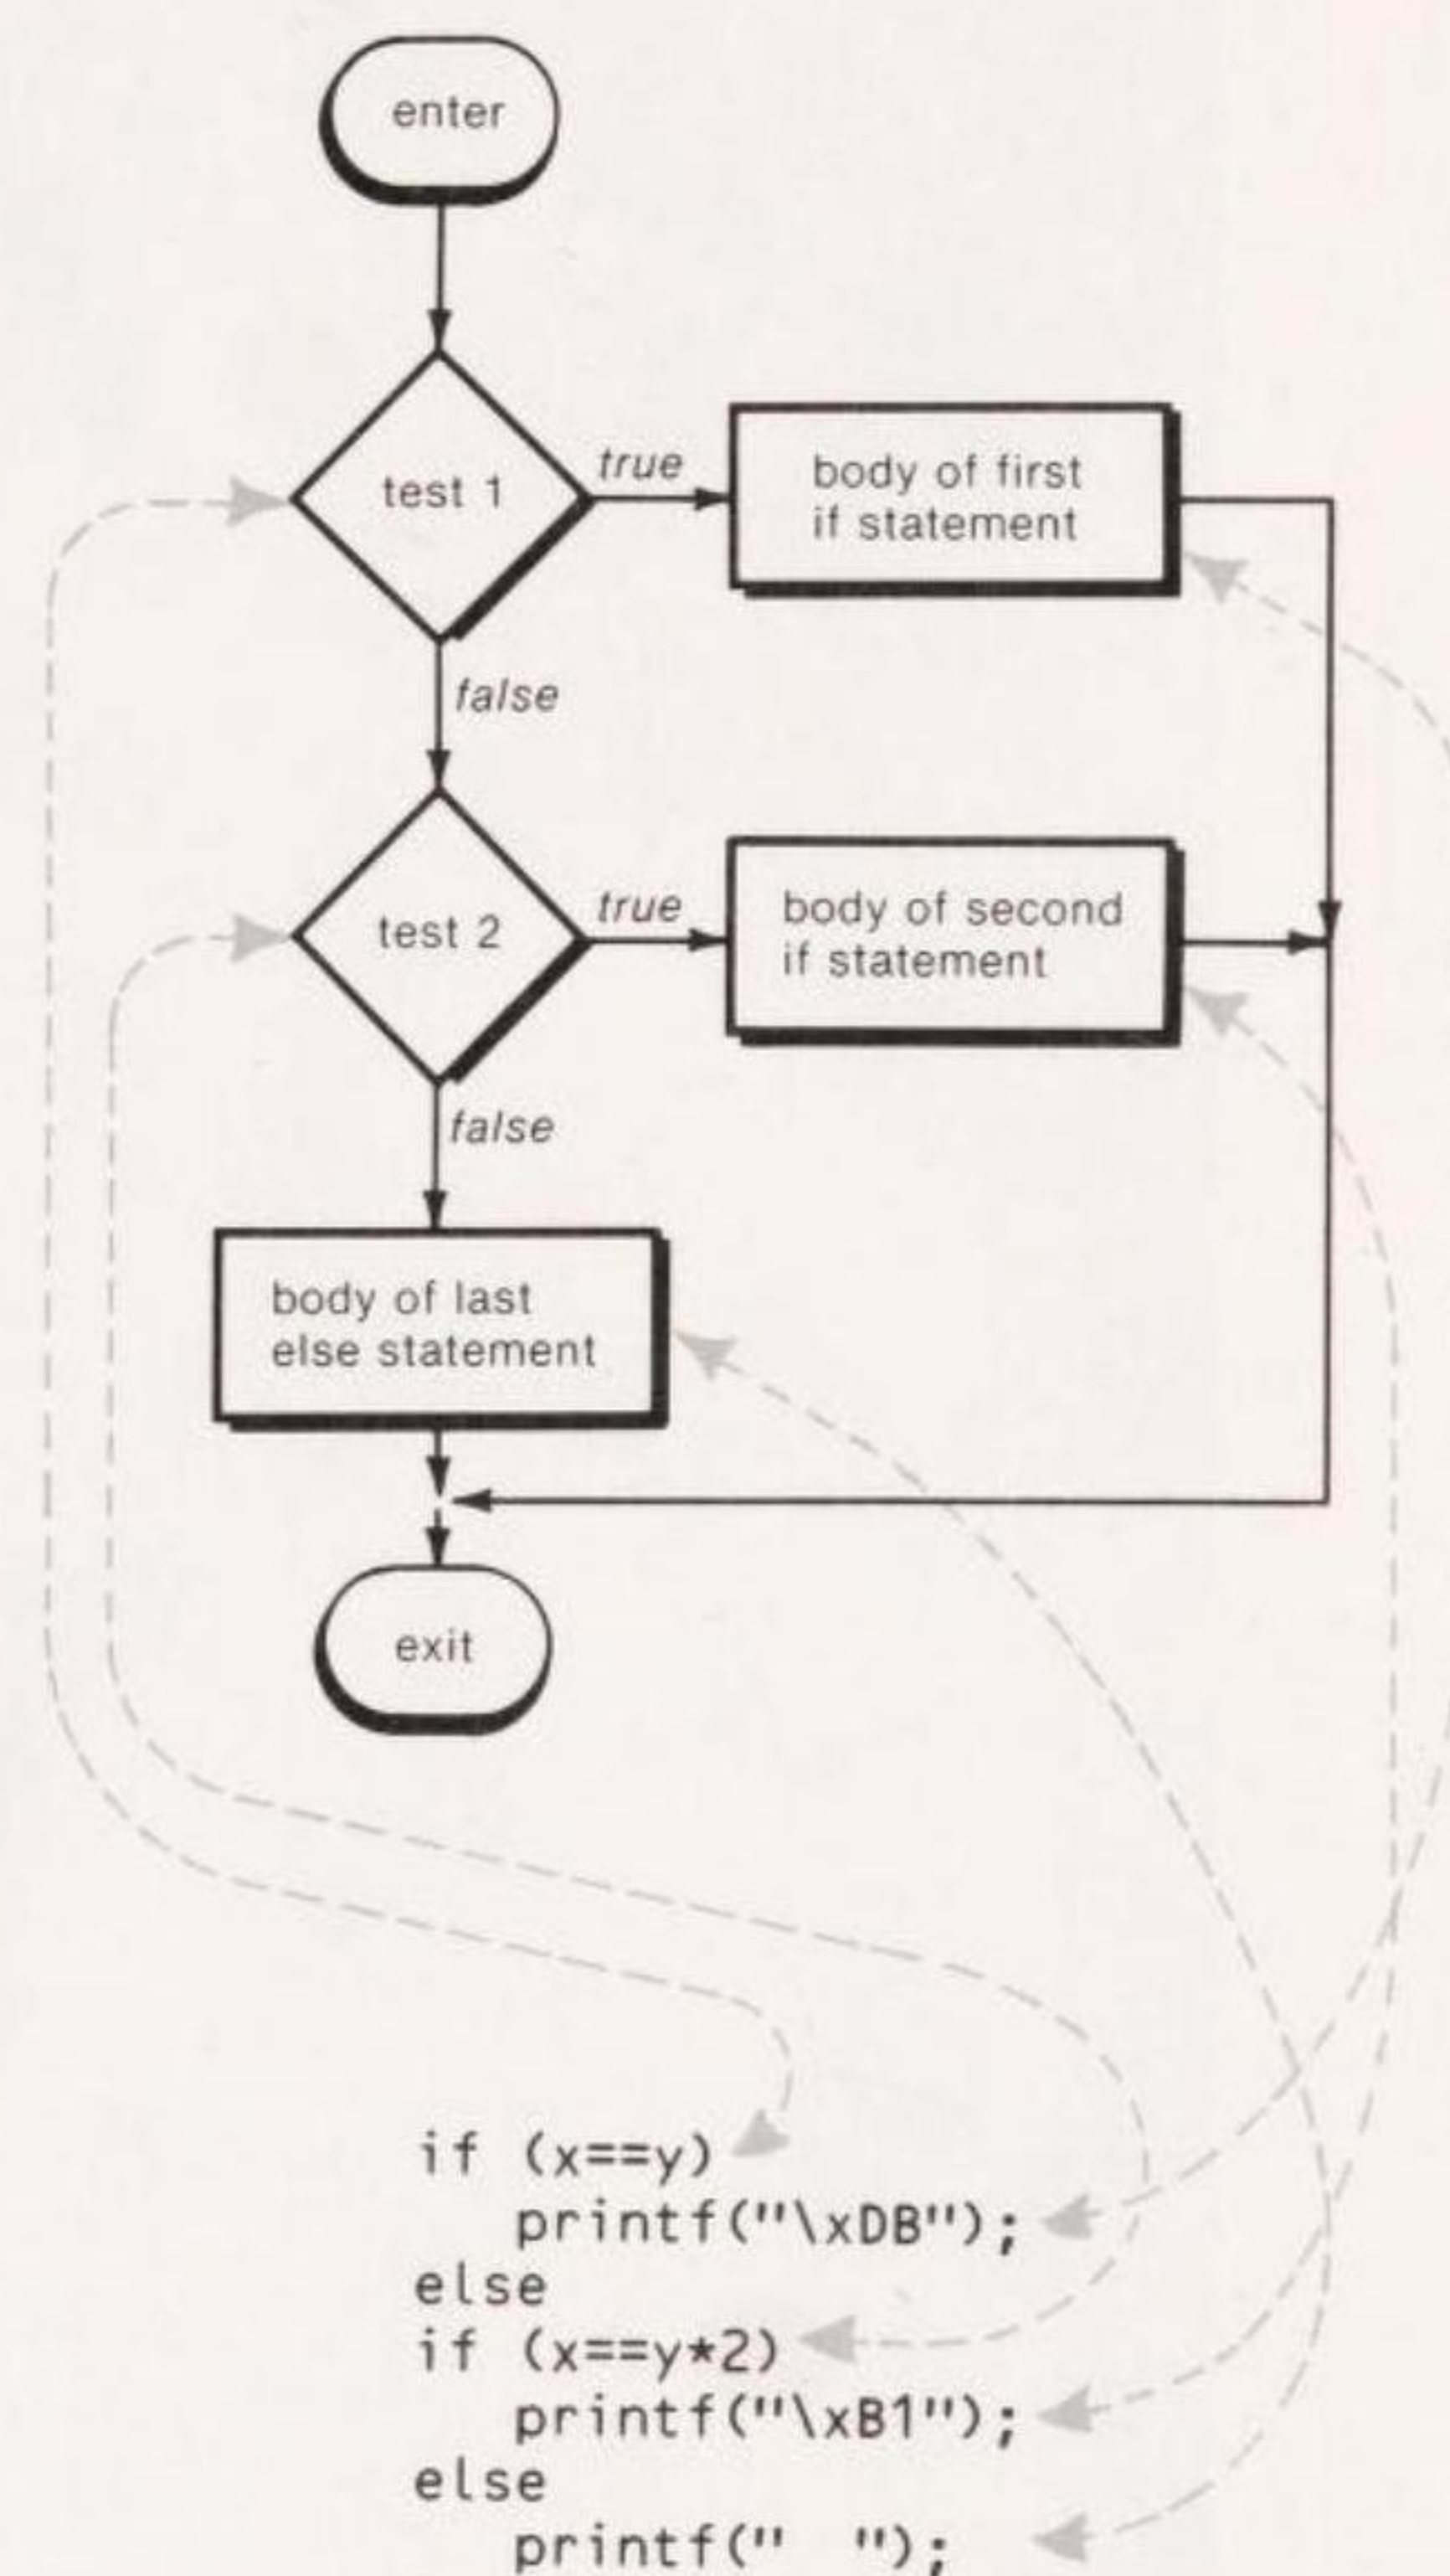 enter
test 1
true
body of first
if statement
false
test 2
true
body of second
if statement
false
body of last
else statement
exit
if (x==y)
printf("\xDB");
else
if (x==y*2)
printf("\xB1");
else
printf("  ");